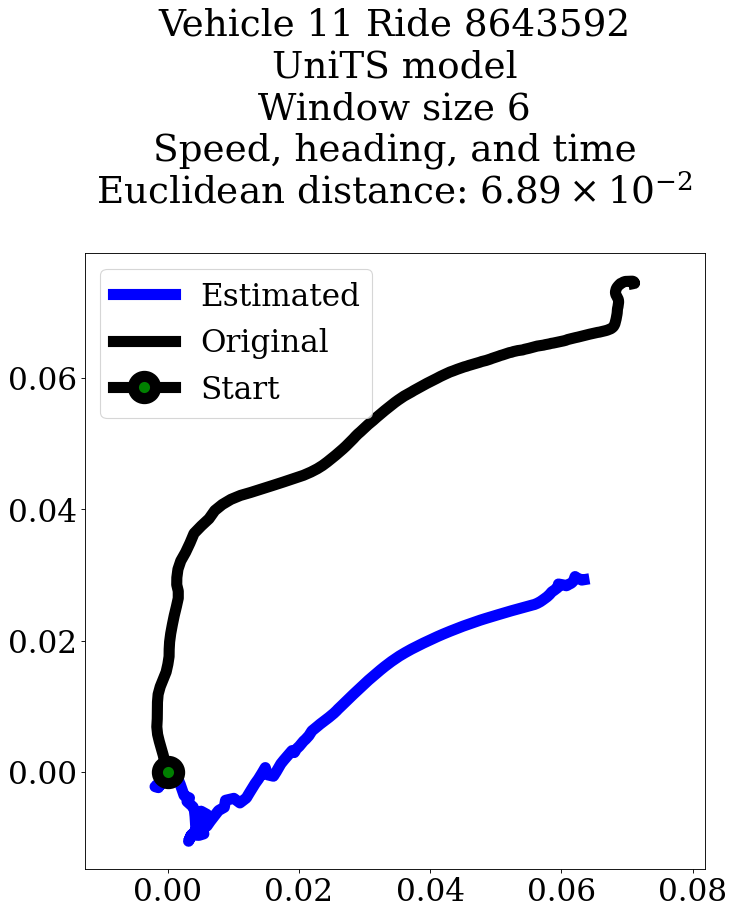 Vehicle 11 Ride 8643592
UniTS model
Window size 6
Speed, heading, and time
Euclidean distance: 6.89 × 10⁻²
Estimated
Original
Start
0.06
0.04
0.02
0.00
0.00 0.02 0.04 0.06 0.08